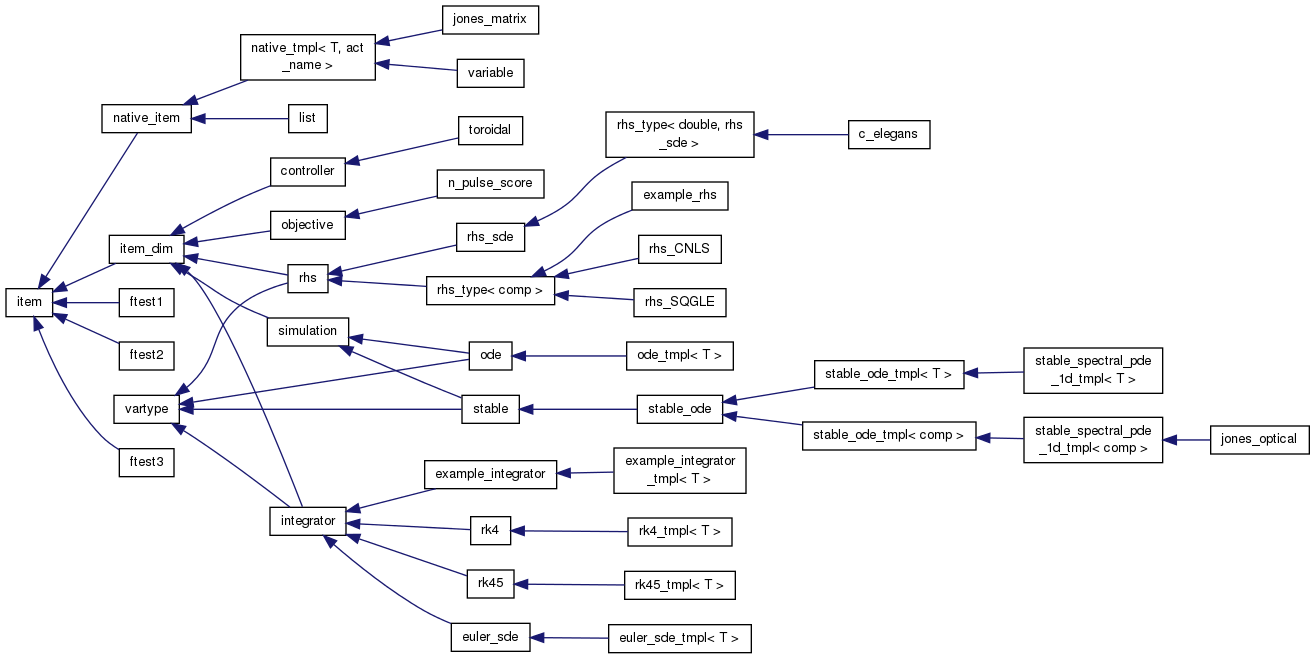 jones_matrix
native_tmpl< T, act
_name >
variable
native_item
list
toroidal
rhs_type< double, rhs
_sde >
c_elegans
controller
n_pulse_score
example_rhs
objective
rhs_sde
item_dim
rhs_CNLS
rhs
rhs_type< comp >
item
ftest1
rhs_SQGLE
simulation
ftest2
ode
ode_tmpl< T >
stable_ode_tmpl< T >
stable_spectral_pde
_1d_tmpl< T >
vartype
stable
stable_ode
stable_ode_tmpl< comp >
stable_spectral_pde
_1d_tmpl< comp >
jones_optical
ftest3
example_integrator
example_integrator
_tmpl< T >
integrator
rk4
rk4_tmpl< T >
rk45
rk45_tmpl< T >
euler_sde
euler_sde_tmpl< T >